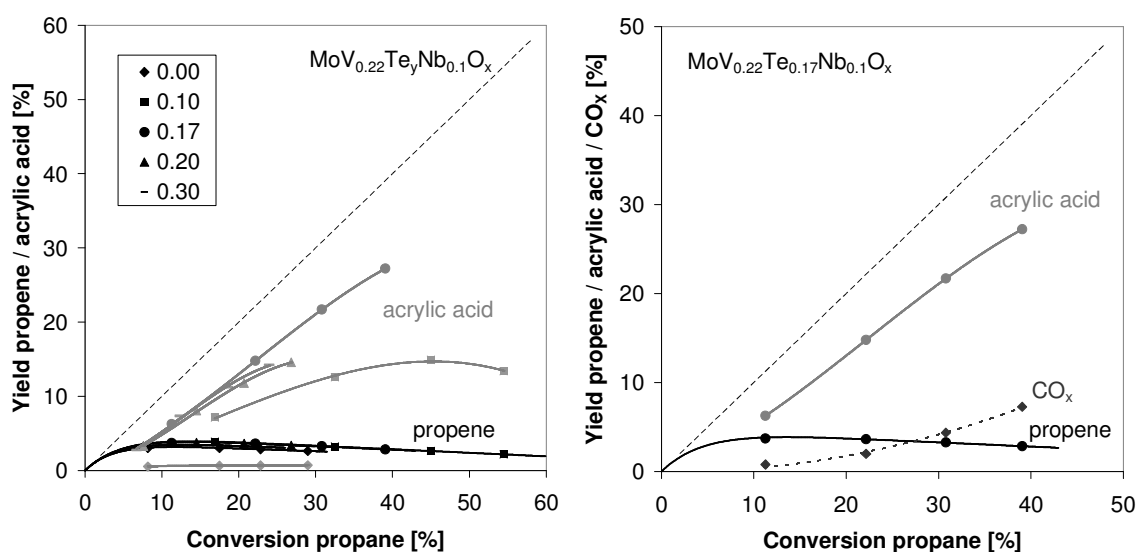 60
50
40
30
20
10
0
0 10 20 30 40 50 60
Yield propene / acrylic acid [%]
Conversion propane [%]
MoV0.22TeyNb0.1Ox
0.00
0.10
0.17
0.20
0.30
acrylic acid
propene
50
40
30
20
10
0
0 10 20 30 40 50
Yield propene / acrylic acid / COx [%]
Conversion propane [%]
MoV0.22Te0.17Nb0.1Ox
acrylic acid
COx
propene